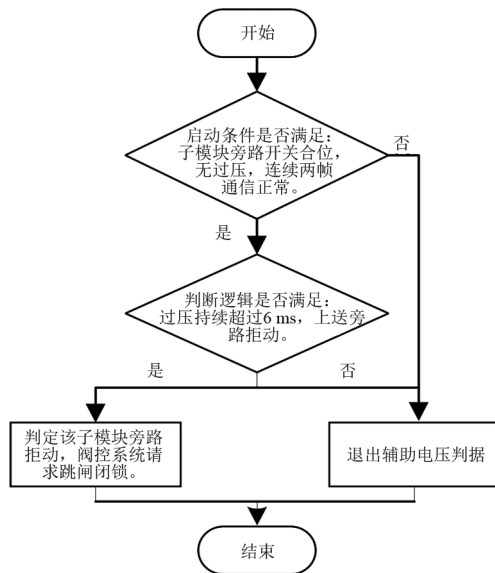 开始
启动条件是否满足：
子模块旁路开关合位，
无过压，连续两帧
通信正常。
否
是
判断逻辑是否满足：
过压持续超过6 ms，上送旁
路拒动。
是
否
判定该子模块旁路
拒动，阀控系统请
求跳闸闭锁。
退出辅助电压判据
结束